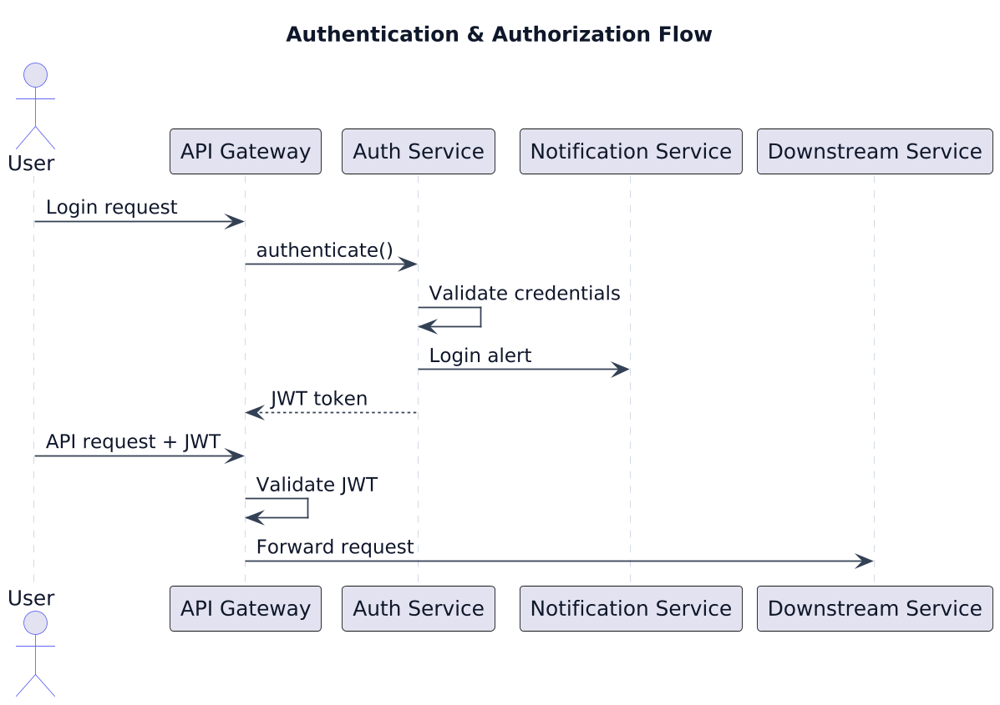 Authentication & Authorization Flow
User
API Gateway
Auth Service
Notification Service
Downstream Service
Login request
authenticate()
Validate credentials
Login alert
JWT token
API request + JWT
Validate JWT
Forward request
User
API Gateway
Auth Service
Notification Service
Downstream Service